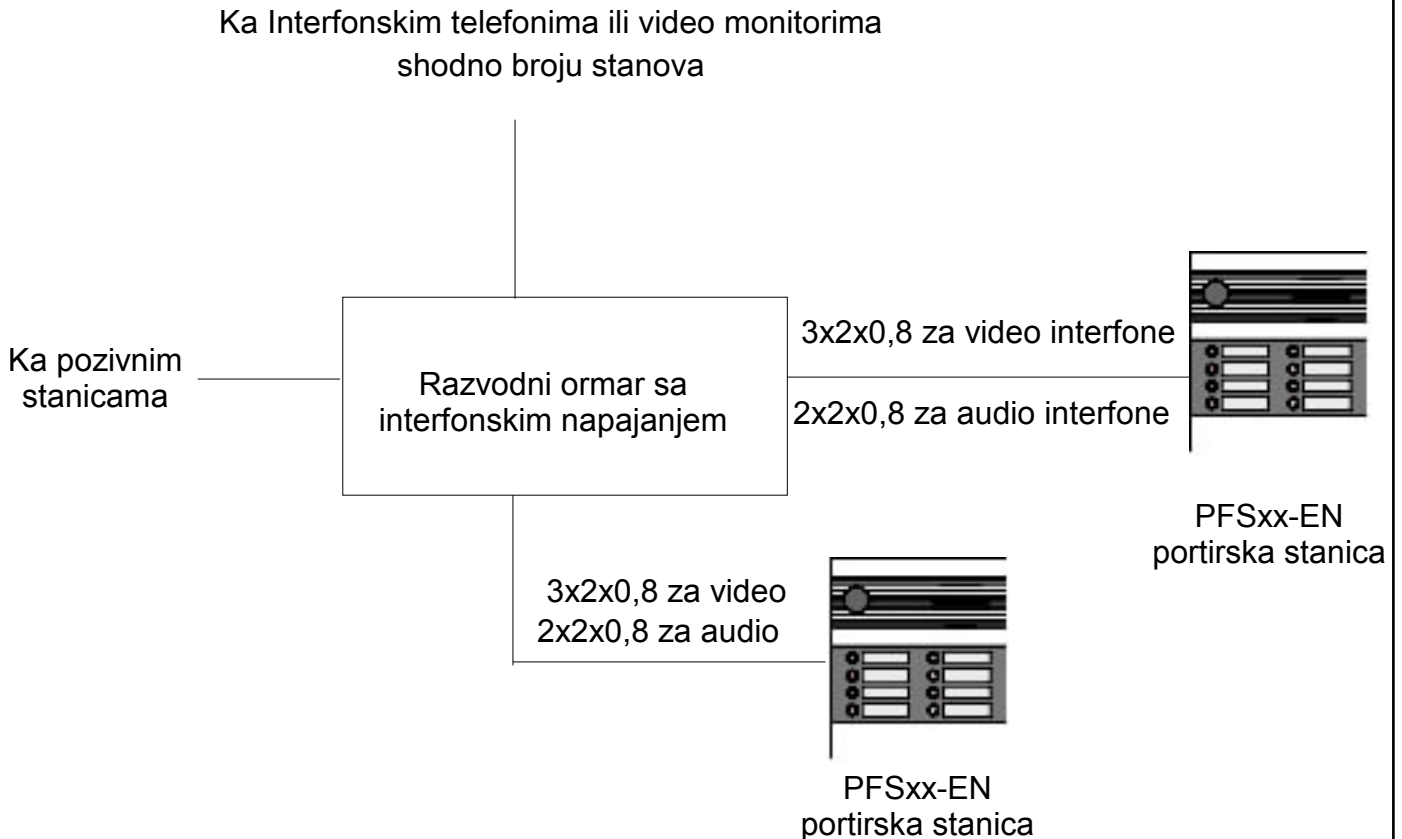 Ka Interfonskim telefonima ili video monitorima
shodno broju stanova
Ka pozivnim
stanicama
Razvodni ormar sa
interfonskim napajanjem
3x2x0,8 za video interfone
2x2x0,8 za audio interfone
PFSxx-EN
portirska stanica
3x2x0,8 za video
2x2x0,8 za audio
PFSxx-EN
portirska stanica